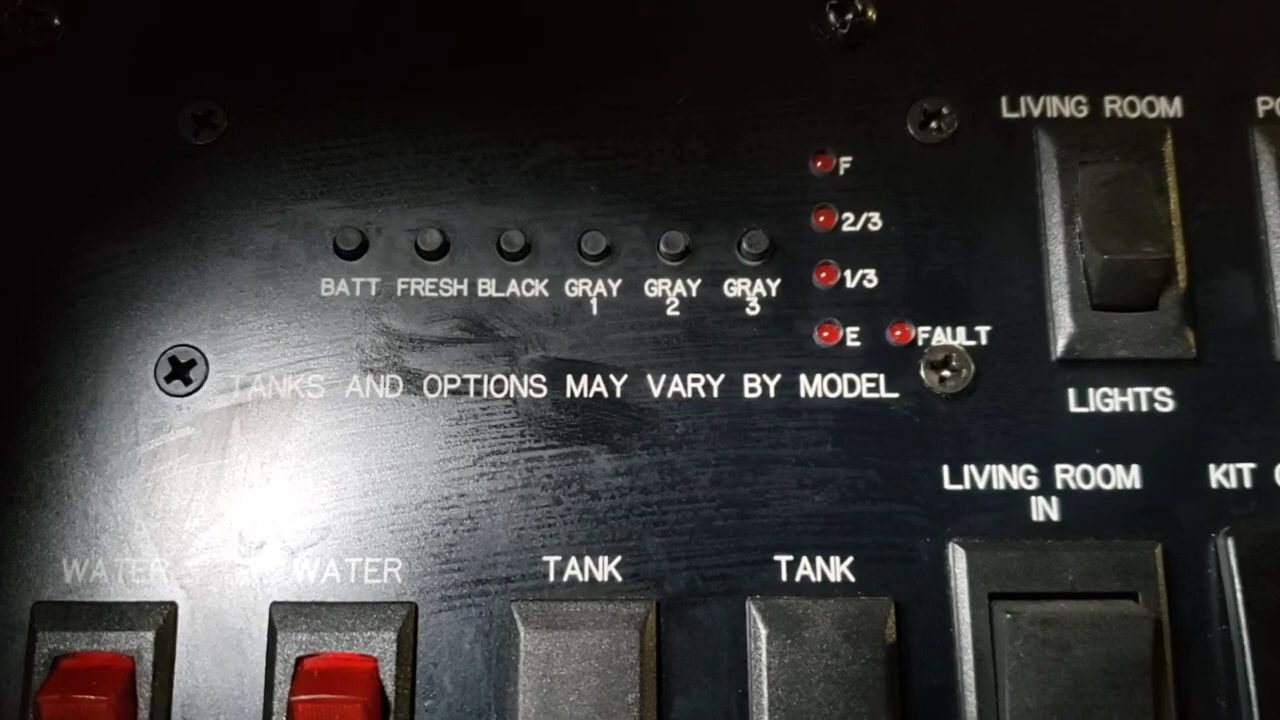 LIVING ROOM
F
2/3
1/3
E FAULT
BATT FRESH BLACK GRAY 1 GRAY 2 GRAY 3
TANKS AND OPTIONS MAY VARY BY MODEL
LIGHTS
LIVING ROOM
IN
KIT
WATER WATER TANK TANK